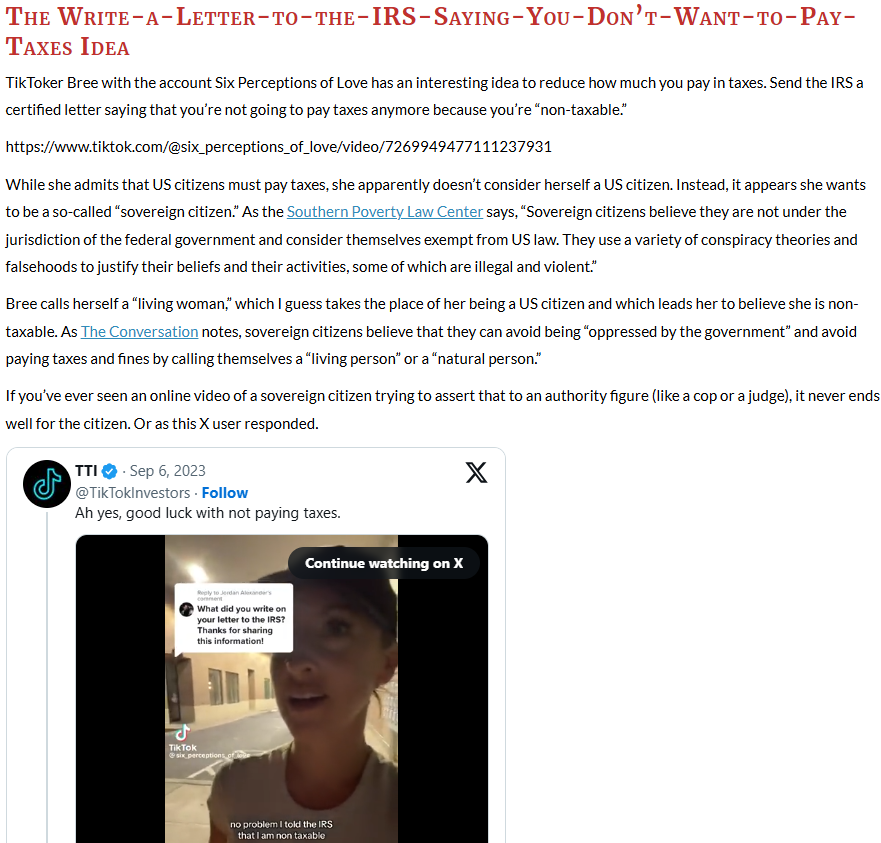 The Write-a-Letter-to-the-IRS-Saying-You-Don’t-Want-to-Pay-
Taxes Idea
TikToker Bree with the account Six Perceptions of Love has an interesting idea to reduce how much you pay in taxes. Send the IRS a
certified letter saying that you’re not going to pay taxes anymore because you’re “non-taxable.”
https://www.tiktok.com/@six_perceptions_of_love/video/7269949477111237931
While she admits that US citizens must pay taxes, she apparently doesn’t consider herself a US citizen. Instead, it appears she wants
to be a so-called “sovereign citizen.” As the Southern Poverty Law Center says, “Sovereign citizens believe they are not under the
jurisdiction of the federal government and consider themselves exempt from US law. They use a variety of conspiracy theories and
falsehoods to justify their beliefs and their activities, some of which are illegal and violent.”
Bree calls herself a “living woman,” which I guess takes the place of her being a US citizen and which leads her to believe she is non-
taxable. As The Conversation notes, sovereign citizens believe that they can avoid being “oppressed by the government” and avoid
paying taxes and fines by calling themselves a “living person” or a “natural person.”
If you’ve ever seen an online video of a sovereign citizen trying to assert that to an authority figure (like a cop or a judge), it never ends
well for the citizen. Or as this X user responded.
TTI · Sep 6, 2023
@TikTokInvestors · Follow
Ah yes, good luck with not paying taxes.
Continue watching on X
Reply to Jordan Alexander's
comment
What did you write on
your letter to the IRS?
Thanks for sharing
this information!
TikTok
@six_perceptions_of_love
no problem I told the IRS
that I am non taxable